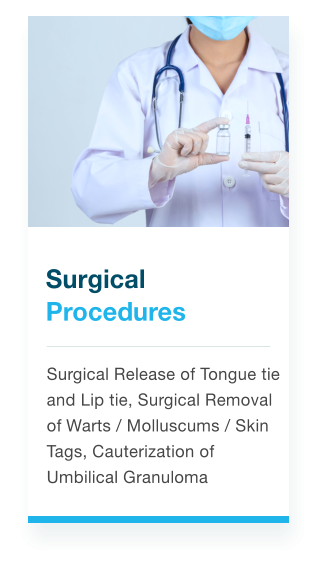 Surgical
Procedures
Surgical Release of Tongue tie
and Lip tie, Surgical Removal
of Warts / Molluscums / Skin
Tags, Cauterization of
Umbilical Granuloma